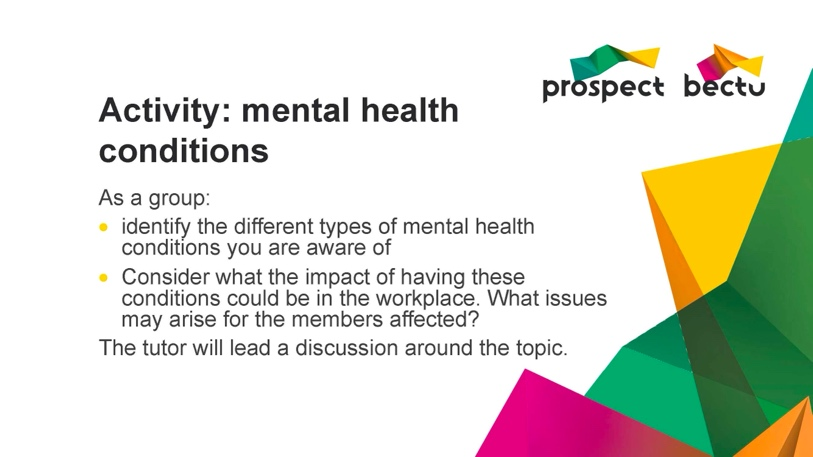 prospect bectu
Activity: mental health
conditions
As a group:
• identify the different types of mental health
conditions you are aware of
• Consider what the impact of having these
conditions could be in the workplace. What issues
may arise for the members affected?
The tutor will lead a discussion around the topic.